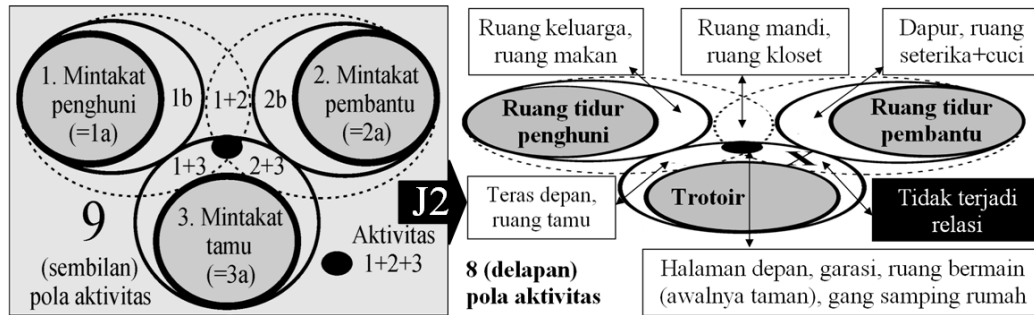 1. Mintakat
penghuni
(=1a)
1b
1+2
2b
2. Mintakat
pembantu
(=2a)
1+3
2+3
3. Mintakat
tamu
(=3a)
9
(sembilan)
pola aktivitas
Aktivitas
1+2+3
J2
Ruang keluarga,
ruang makan
Ruang mandi,
ruang kloset
Dapur, ruang
seterika+cuci
Ruang tidur
penghuni
Ruang tidur
pembantu
Teras depan,
ruang tamu
Trotoir
Tidak terjadi
relasi
8 (delapan)
pola aktivitas
Halaman depan, garasi, ruang bermain
(awalnya taman), gang samping rumah